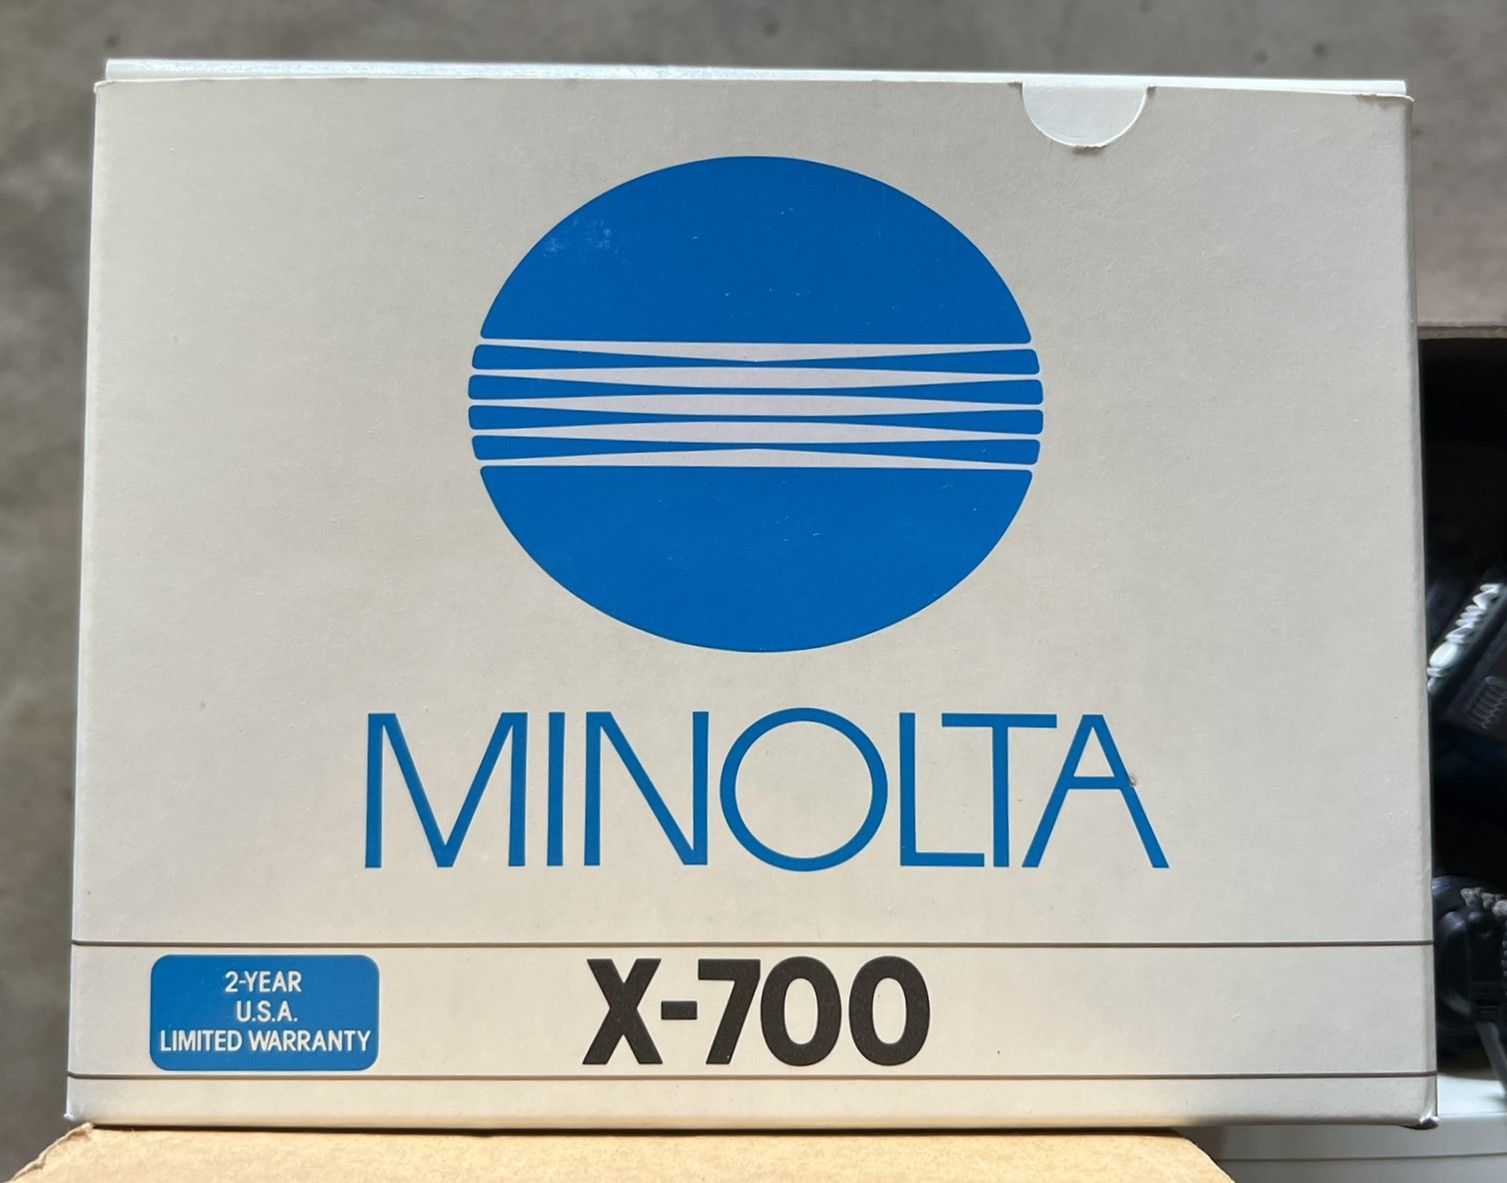 MINOLTA
2-YEAR
U.S.A.
LIMITED WARRANTY
X-700